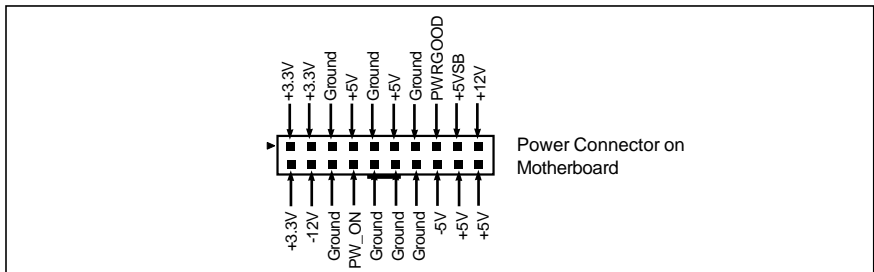 +3.3V
+3.3V
Ground
+5V
Ground
+5V
Ground
PWRGOOD
+5VSB
+12V
Power Connector on
Motherboard
+3.3V
-12V
Ground
PW_ON
Ground
Ground
Ground
-5V
+5V
+5V